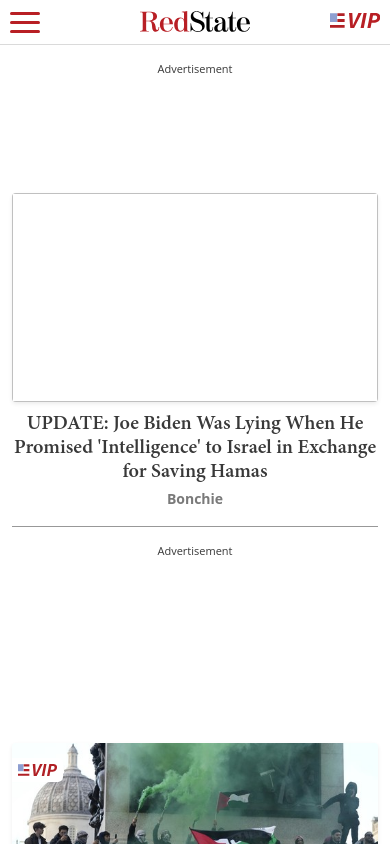 RedState
VIP
Advertisement
UPDATE: Joe Biden Was Lying When He
Promised 'Intelligence' to Israel in Exchange
for Saving Hamas
Bonchie
Advertisement
VIP